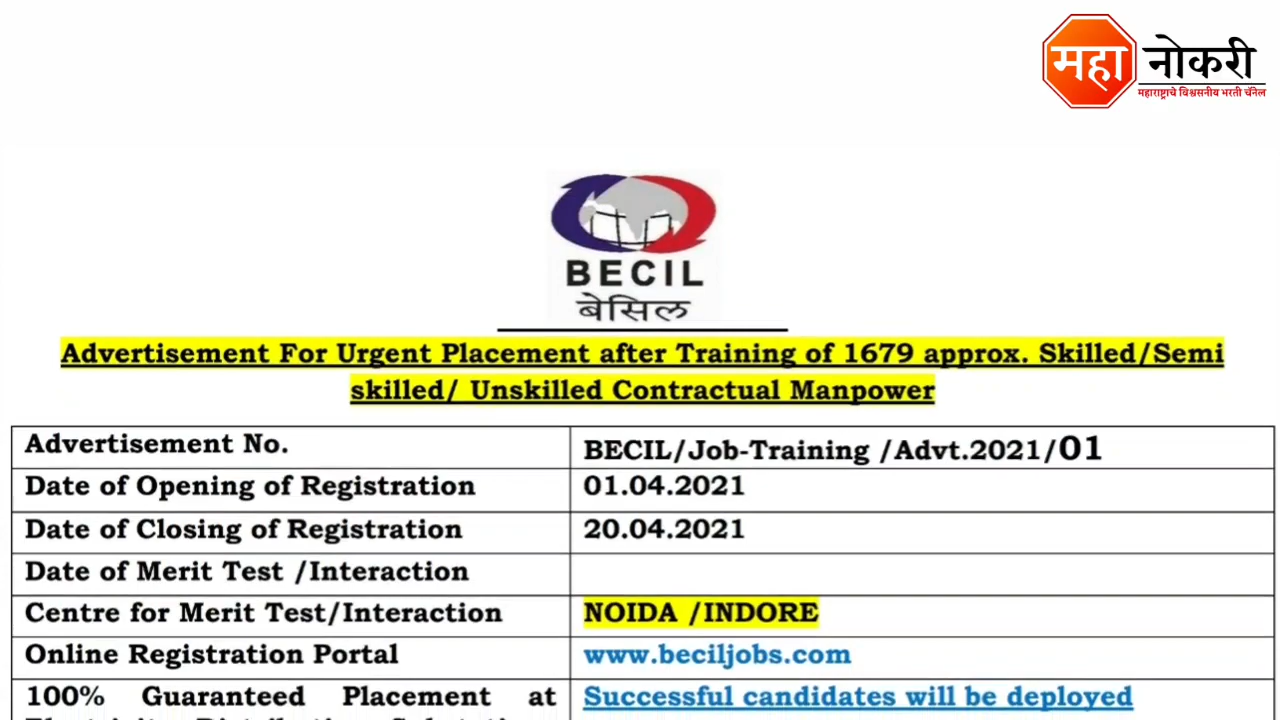 महा नोकरी
महाराष्ट्राचे विश्वसनीय भरती चॅनेल
BECIL
बेसिल
Advertisement For Urgent Placement after Training of 1679 approx. Skilled/Semi
skilled/ Unskilled Contractual Manpower
Advertisement No. BECIL/Job-Training /Advt.2021/01
Date of Opening of Registration 01.04.2021
Date of Closing of Registration 20.04.2021
Date of Merit Test /Interaction
Centre for Merit Test/Interaction NOIDA /INDORE
Online Registration Portal www.beciljobs.com
100% Guaranteed Placement at Successful candidates will be deployed